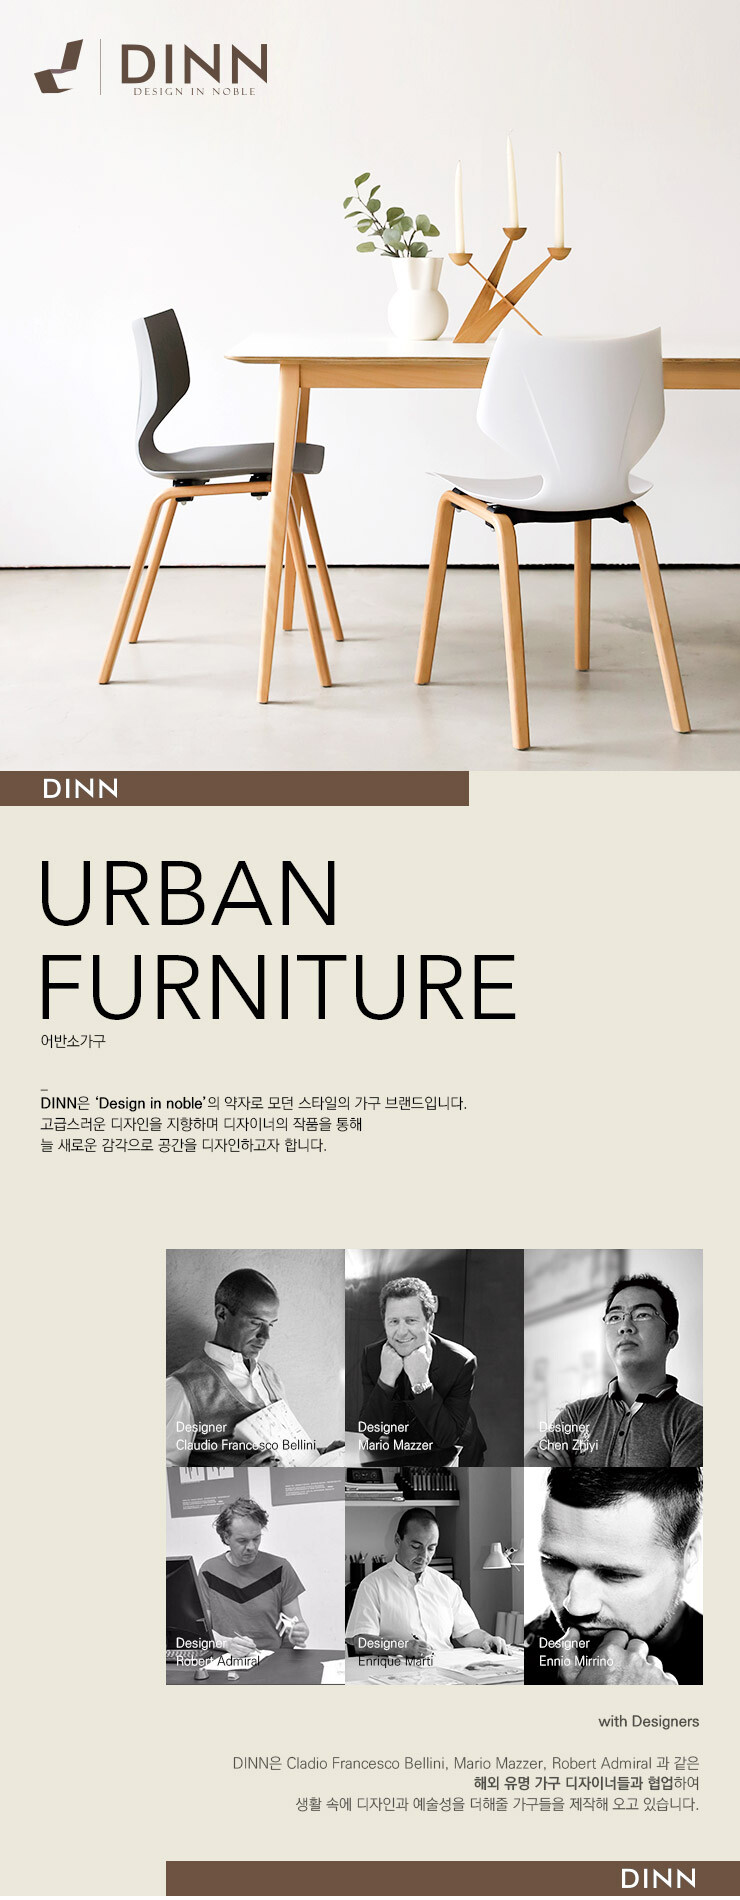 DINN
DESIGN IN NOBLE
DINN
URBAN
FURNITURE
어반소가구
DINN은 ‘Design in noble’의 약자로 모던 스타일의 가구 브랜드입니다.
고급스러운 디자인을 지향하며 디자이너의 작품을 통해
늘 새로운 감각으로 공간을 디자인하고자 합니다.
Designer
Claudio Francesco Bellini
Designer
Mario Mazzer
Designer
Chen Zhiyi
Designer
Robert Admiral
Designer
Enrique Marti
Designer
Ennio Mirrino
with Designers
DINN은 Cladio Francesco Bellini, Mario Mazzer, Robert Admiral 과 같은
해외 유명 가구 디자이너들과 협업하여
생활 속에 디자인과 예술성을 더해줄 가구들을 제작해 오고 있습니다.
DINN